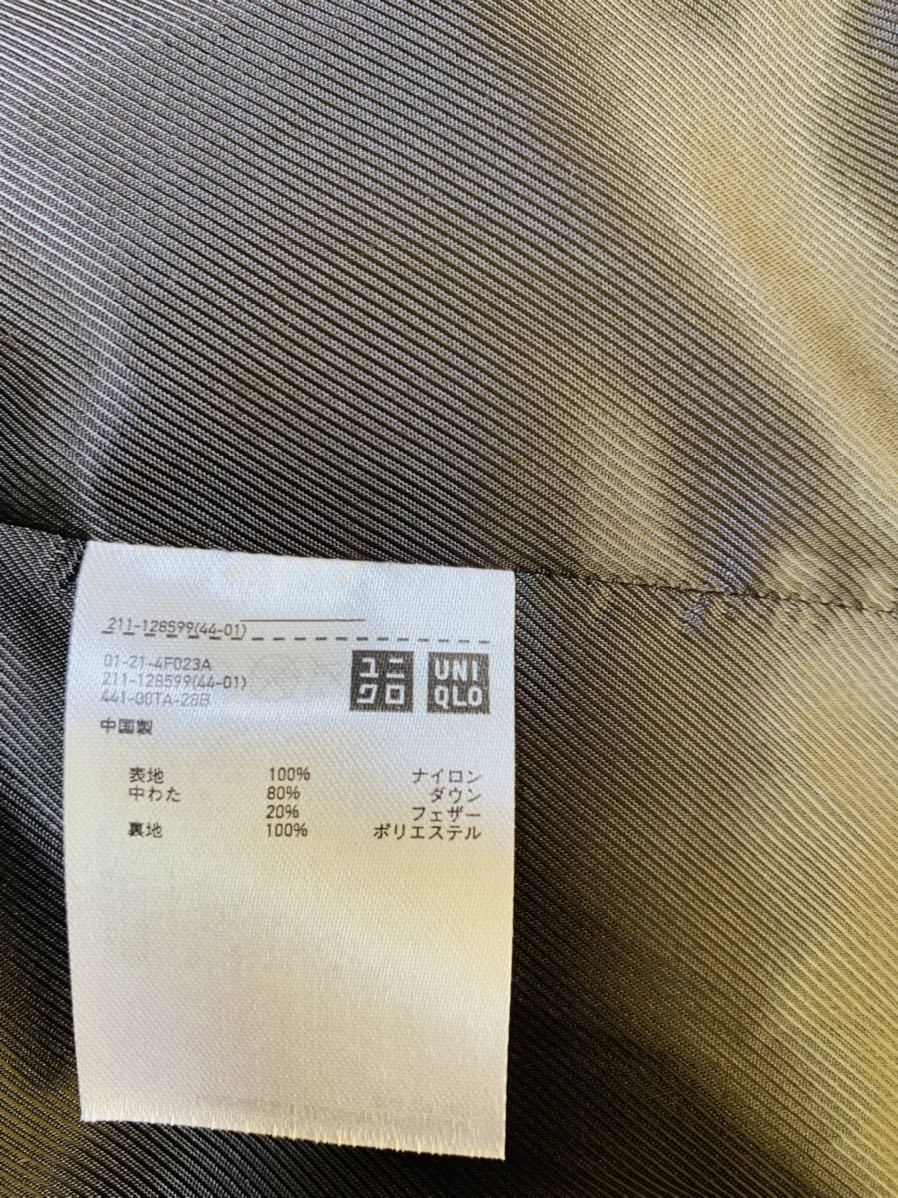 211-128599(44-01)
01-21-4F023A
211-128599(44-01)
441-00TA-28B
ユニ
クロ
UNI
QLO
中国製
表地 100% ナイロン
中わた 80% ダウン
20% フェザー
裏地 100% ポリエステル